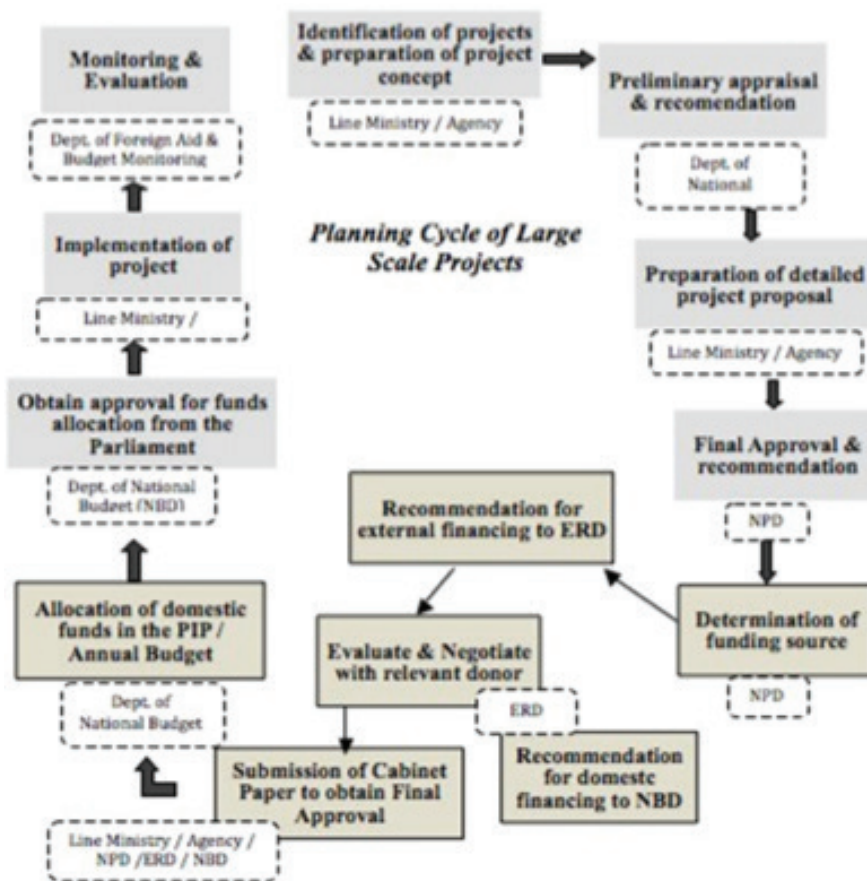 Identification of projects
& preparation of project
concept
Line Ministry / Agency
Preliminary appraisal
& recomendation
Dept. of
National
Planning Cycle of Large
Scale Projects
Preparation of detailed
project proposal
Line Ministry / Agency
Final Approval &
recommendation
NPD
Determination of
funding source
NPD
Recommendation for
external financing to ERD
Evaluate & Negotiate
with relevant donor
ERD
Recommendation
for domestc
financing to NBD
Submission of Cabinet
Paper to obtain Final
Approval
Line Ministry / Agency /
NPD /ERD / NBD
Allocation of domestic
funds in the PIP /
Annual Budget
Dept. of
National Budget
Obtain approval for funds
allocation from the
Parliament
Dept. of National
Budget (NBD)
Implementation of
project
Line Ministry /
Monitoring &
Evaluation
Dept. of Foreign Aid &
Budget Monitoring